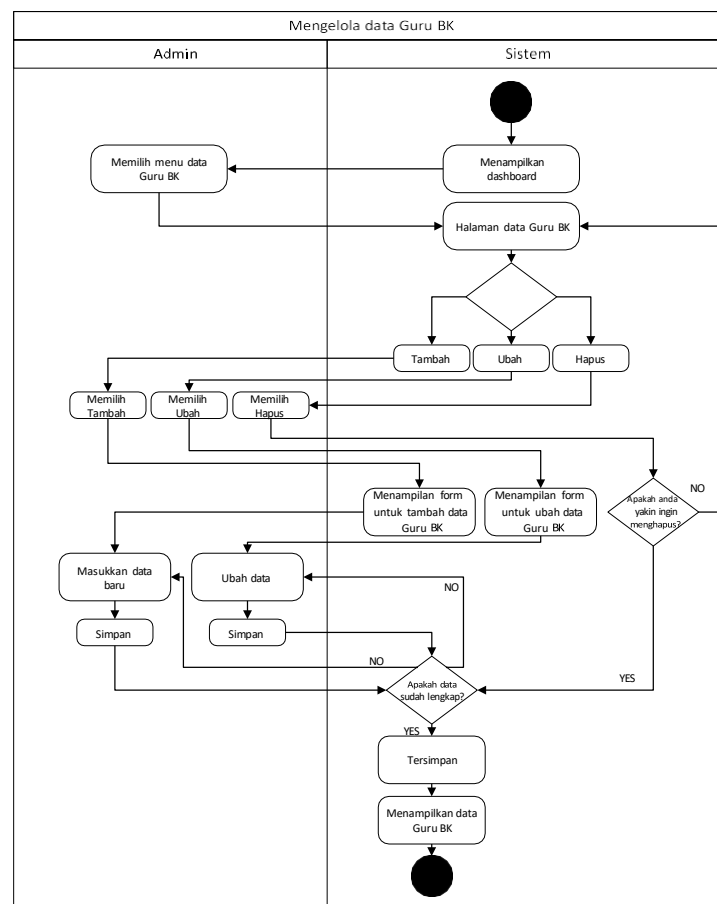 Mengelola data Guru BK
Admin
Sistem
Memilih menu data
Guru BK
Menampilkan
dashboard
Halaman data Guru BK
Tambah
Ubah
Hapus
Memilih
Tambah
Memilih
Ubah
Memilih
Hapus
Menampilan form
untuk tambah data
Guru BK
Menampilan form
untuk ubah data
Guru BK
Apakah anda
yakin ingin
menghapus?
NO
Masukkan data
baru
Ubah data
NO
Simpan
Simpan
NO
Apakah data
sudah lengkap?
YES
YES
Tersimpan
Menampilkan data
Guru BK